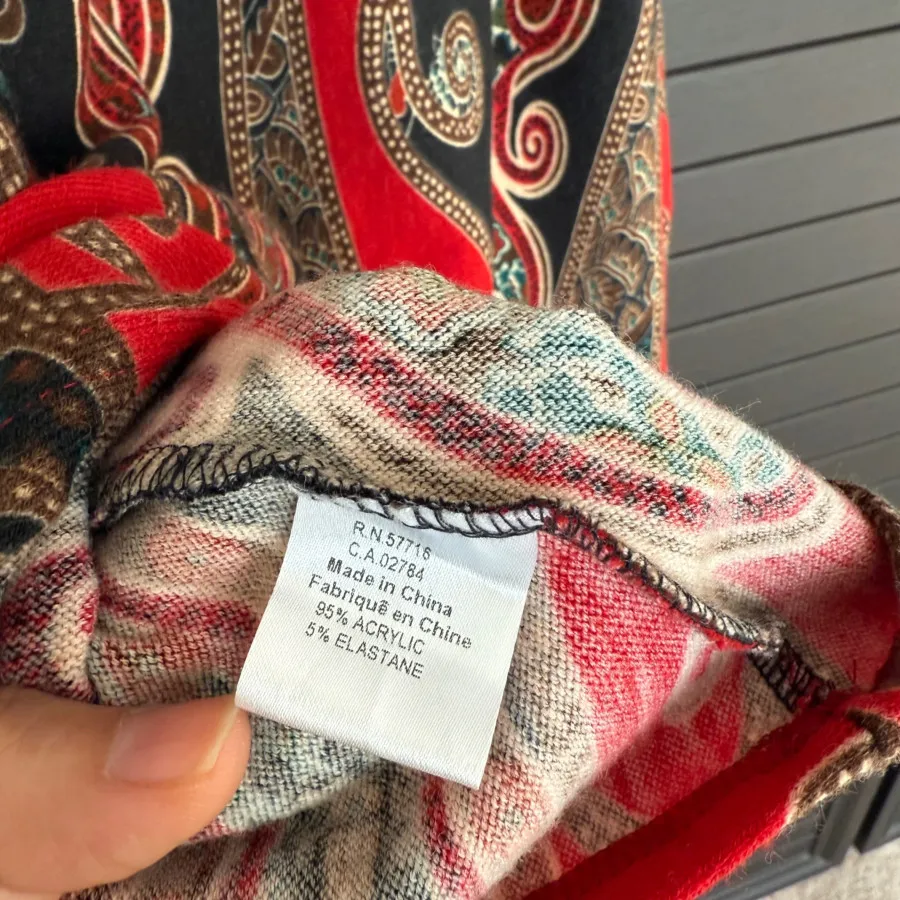 R.N.57716
C.A.02784
Made in China
Fabriqué en Chine
95% ACRYLIC
5% ELASTANE